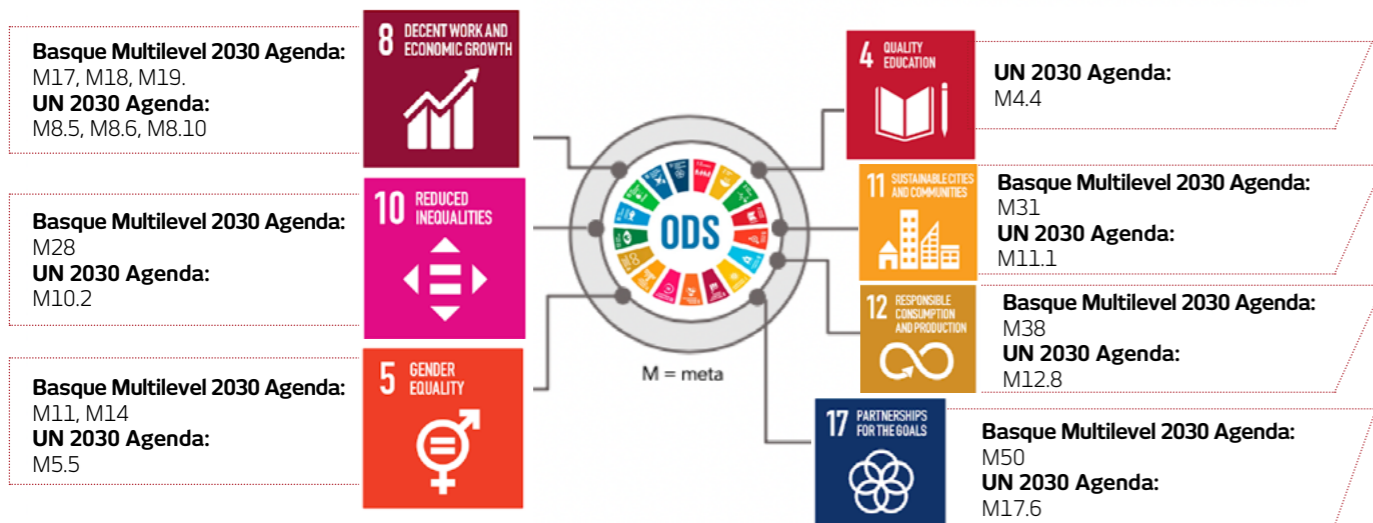 8 DECENT WORK AND
ECONOMIC GROWTH
Basque Multilevel 2030 Agenda:
M17, M18, M19.
UN 2030 Agenda:
M8.5, M8.6, M8.10
10 REDUCED
INEQUALITIES
Basque Multilevel 2030 Agenda:
M28
UN 2030 Agenda:
M10.2
5 GENDER
EQUALITY
Basque Multilevel 2030 Agenda:
M11, M14
UN 2030 Agenda:
M5.5
ODS
M = meta
4 QUALITY
EDUCATION
UN 2030 Agenda:
M4.4
11 SUSTAINABLE CITIES
AND COMMUNITIES
Basque Multilevel 2030 Agenda:
M31
UN 2030 Agenda:
M11.1
12 RESPONSIBLE
CONSUMPTION
AND PRODUCTION
Basque Multilevel 2030 Agenda:
M38
UN 2030 Agenda:
M12.8
17 PARTNERSHIPS
FOR THE GOALS
Basque Multilevel 2030 Agenda:
M50
UN 2030 Agenda:
M17.6